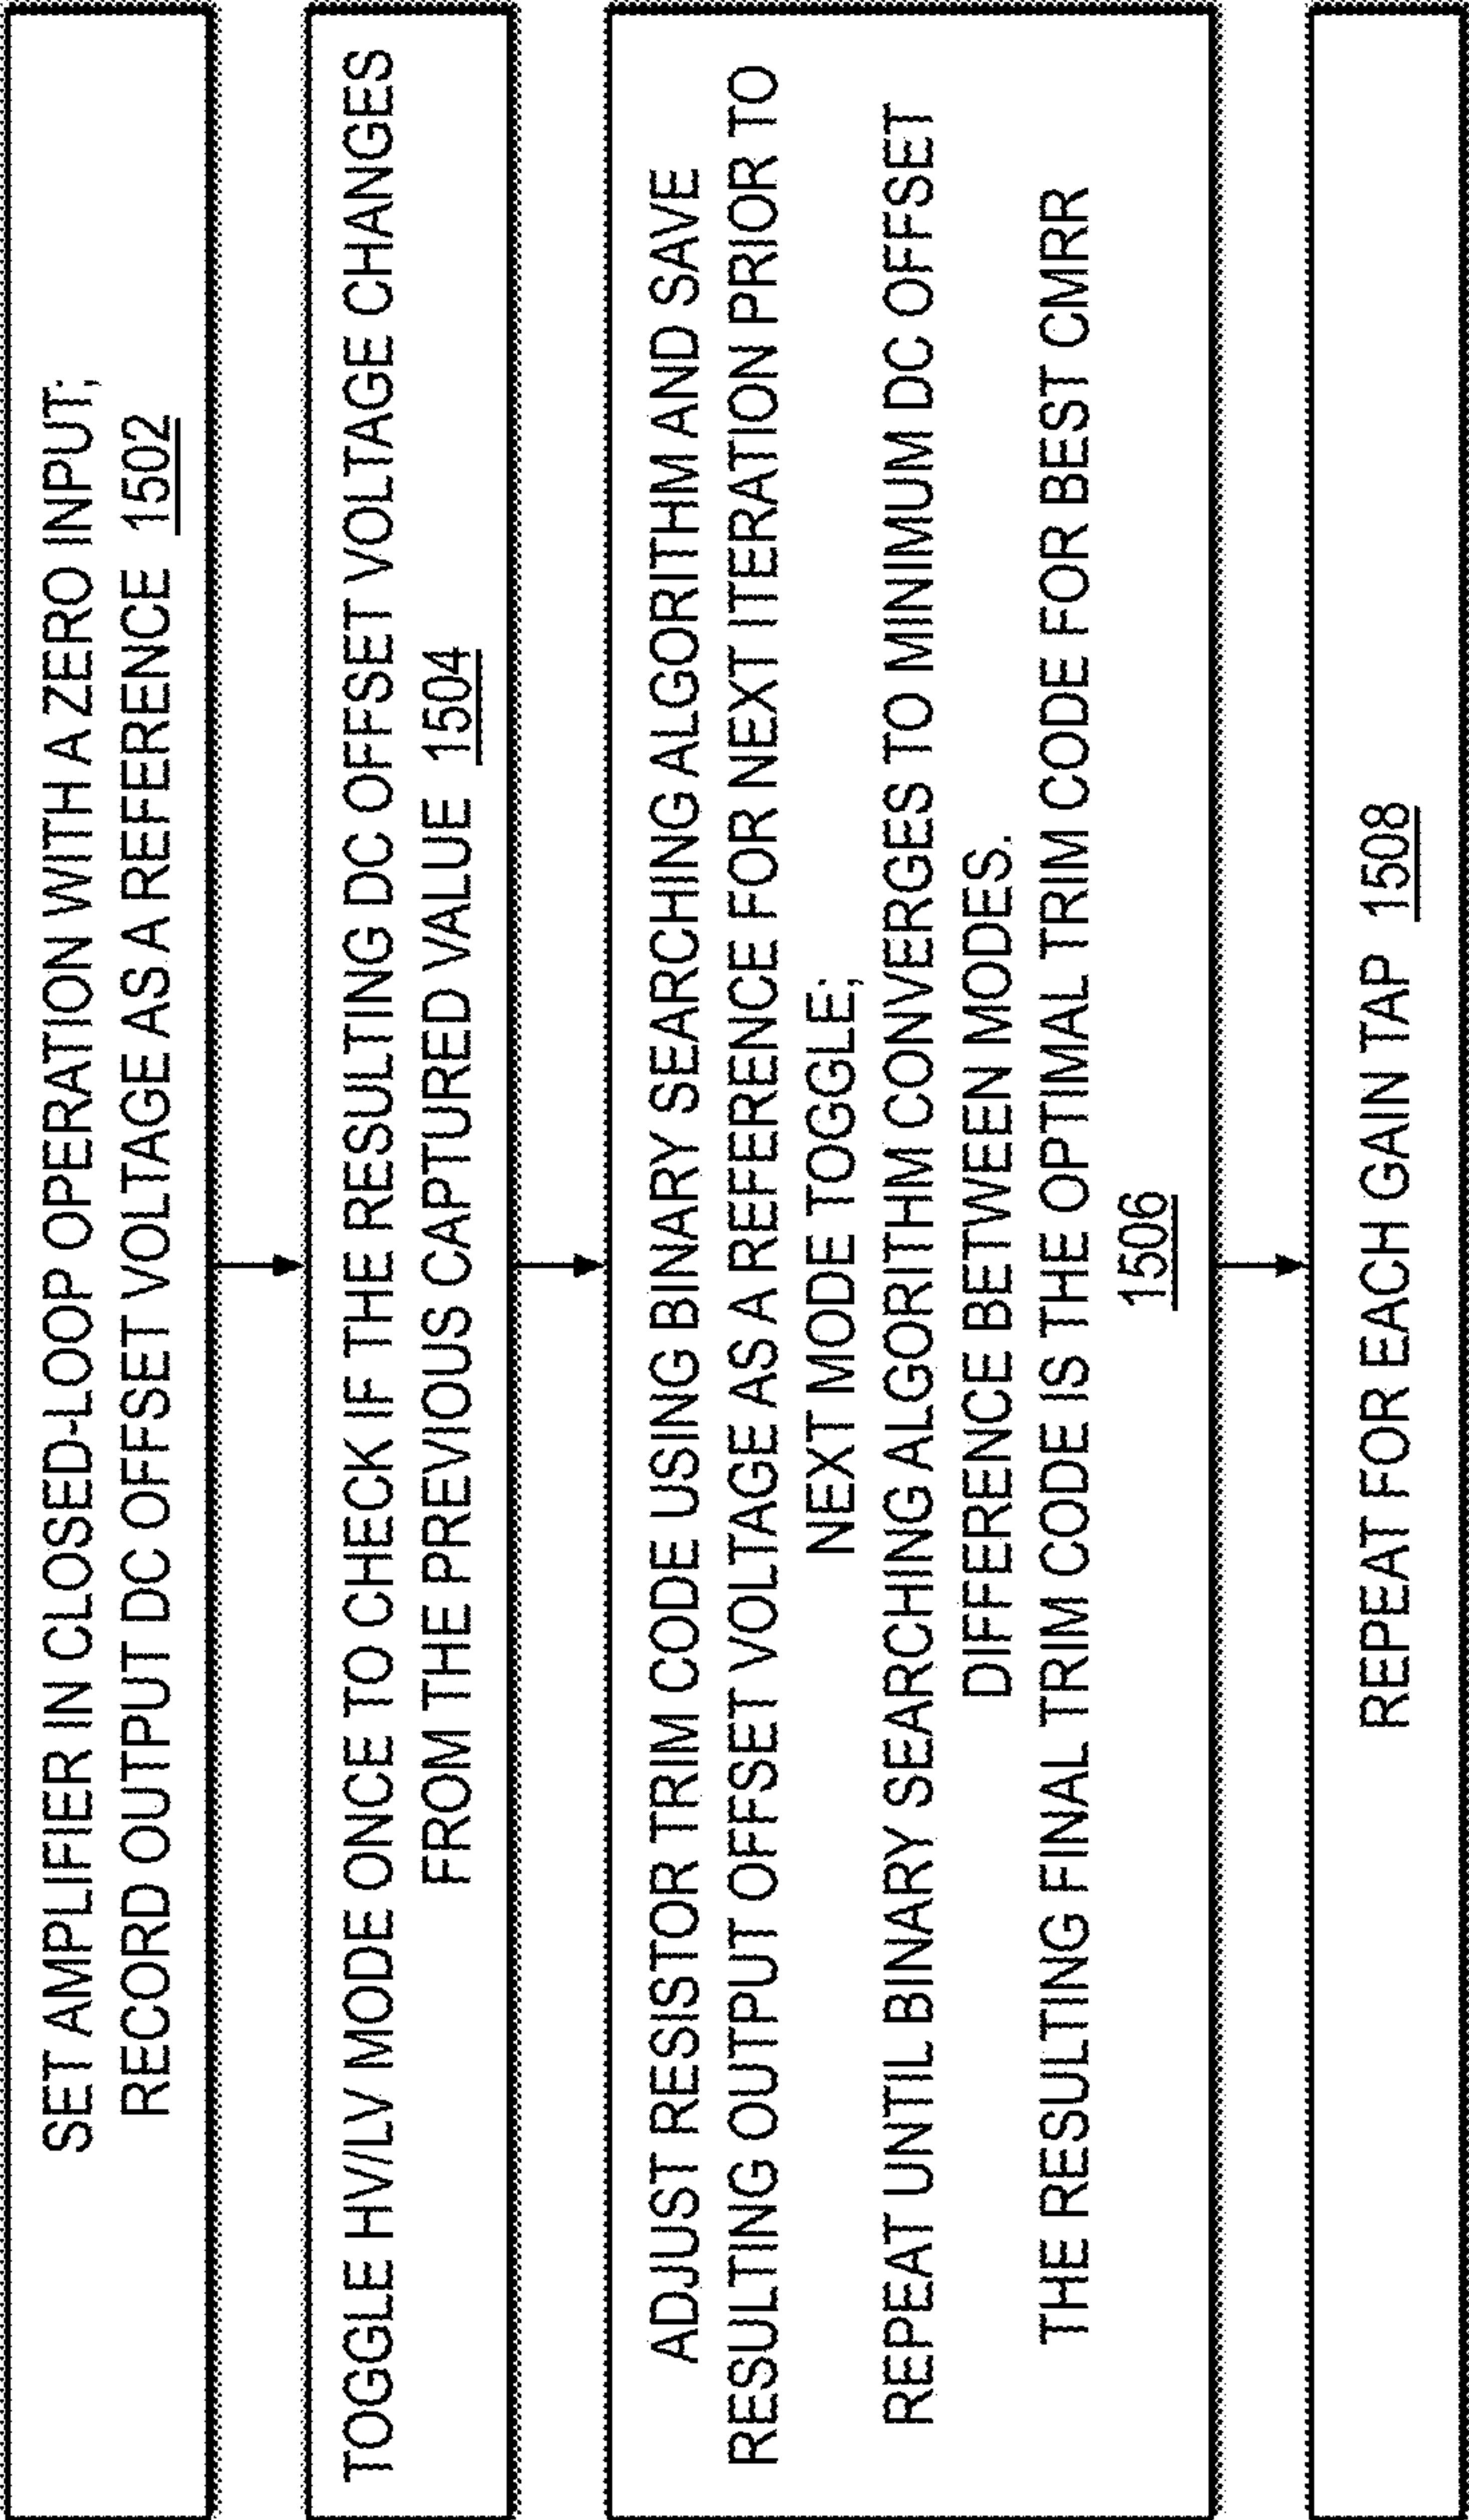 SET AMPLIFIER IN CLOSED-LOOP OPERATION WITH A ZERO INPUT;
RECORD OUTPUT DC OFFSET VOLTAGE AS A REFERENCE 1502
TOGGLE HV/LV MODE ONCE TO CHECK IF THE RESULTING DC OFFSET VOLTAGE CHANGES
FROM THE PREVIOUS CAPTURED VALUE 1504
ADJUST RESISTOR TRIM CODE USING BINARY SEARCHING ALGORITHM AND SAVE
RESULTING OUTPUT OFFSET VOLTAGE AS A REFERENCE FOR NEXT ITERATION PRIOR TO
NEXT MODE TOGGLE;
REPEAT UNTIL BINARY SEARCHING ALGORITHM CONVERGES TO MINIMUM DC OFFSET
DIFFERENCE BETWEEN MODES.
THE RESULTING FINAL TRIM CODE IS THE OPTIMAL TRIM CODE FOR BEST CMRR
1506
REPEAT FOR EACH GAIN TAP 1508